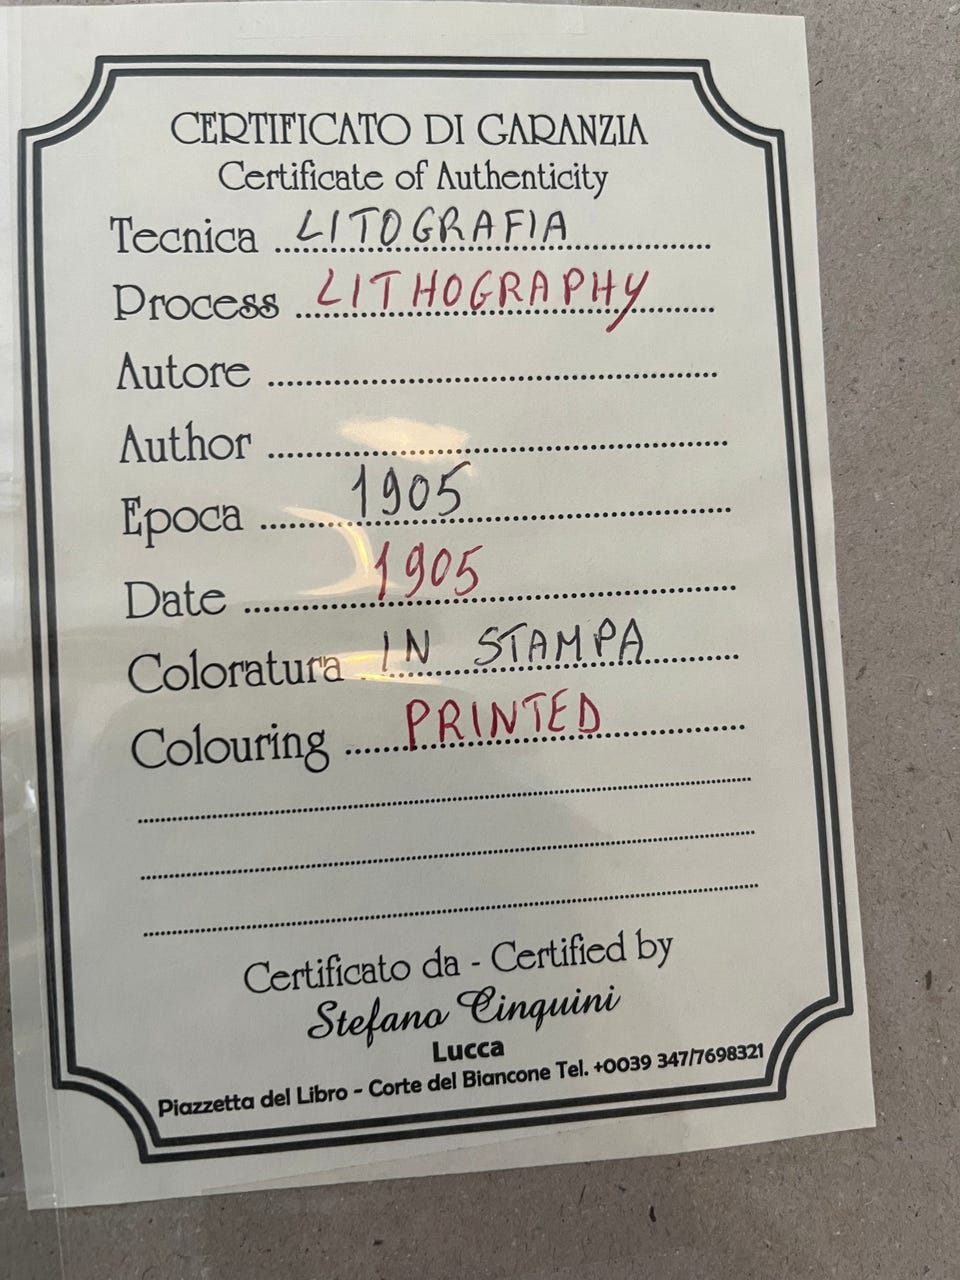 CERTIFICATO DI GARANZIA
Certificate of Authenticity
Tecnica LITOGRAFIA
Process LITHOGRAPHY
Autore
Author
Epoca 1905
Date 1905
Coloratura IN STAMPA
Colouring PRINTED
Certificato da - Certified by
Stefano Cinquini
Lucca
Piazzetta del Libro - Corte del Biancone Tel. +0039 347/7698321